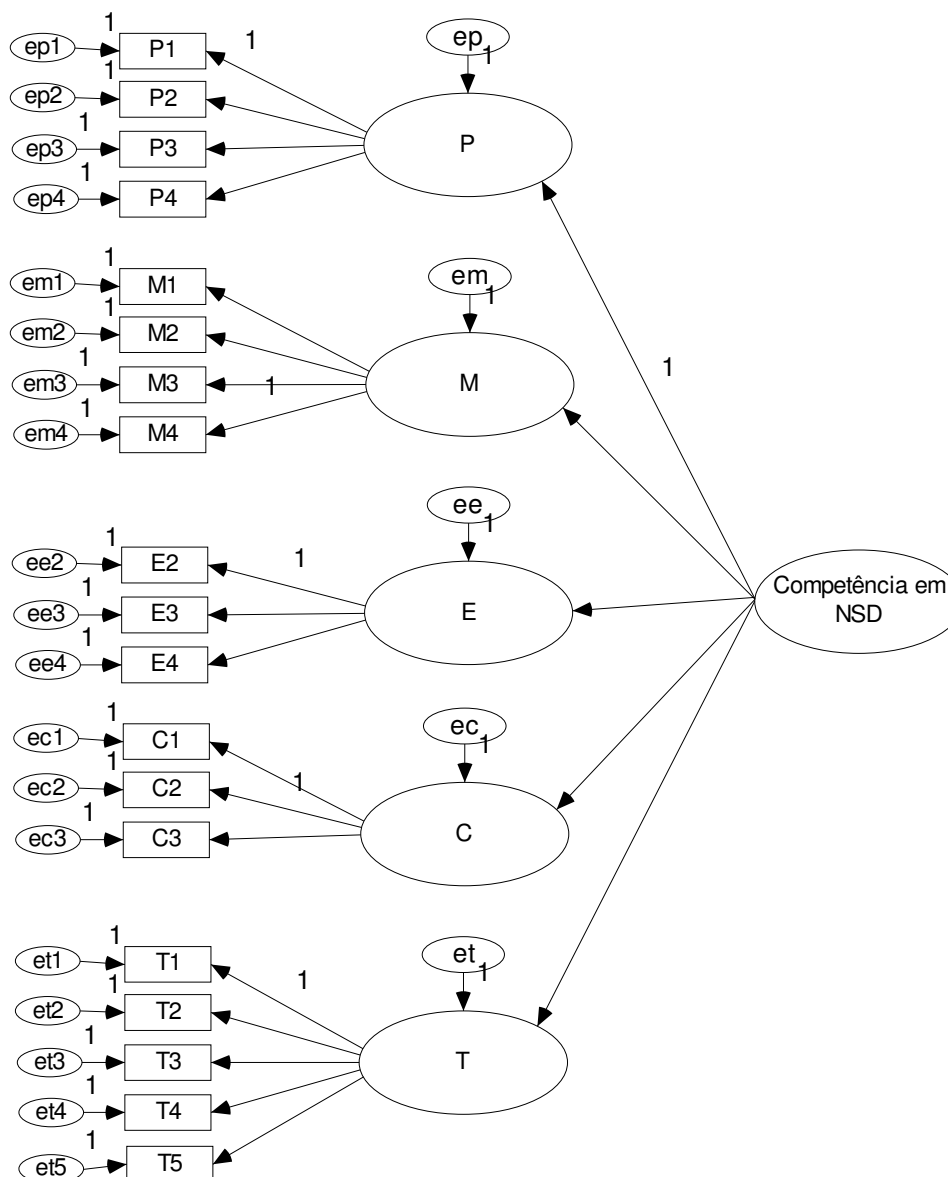 1
ep1
P1
1
ep
1
1
ep2
P2
1
ep3
P3
P
1
ep4
P4
1
em1
M1
em
1
1
em2
M2
1
em3
M3
1
M
1
1
em4
M4
ee
1
1
ee2
E2
1
1
ee3
E3
E
1
ee4
E4
Competência em
NSD
1
ec1
C1
ec
1
1
ec2
C2
1
1
ec3
C3
C
1
et1
T1
1
et
1
1
et2
T2
1
et3
T3
T
1
et4
T4
1
et5
T5